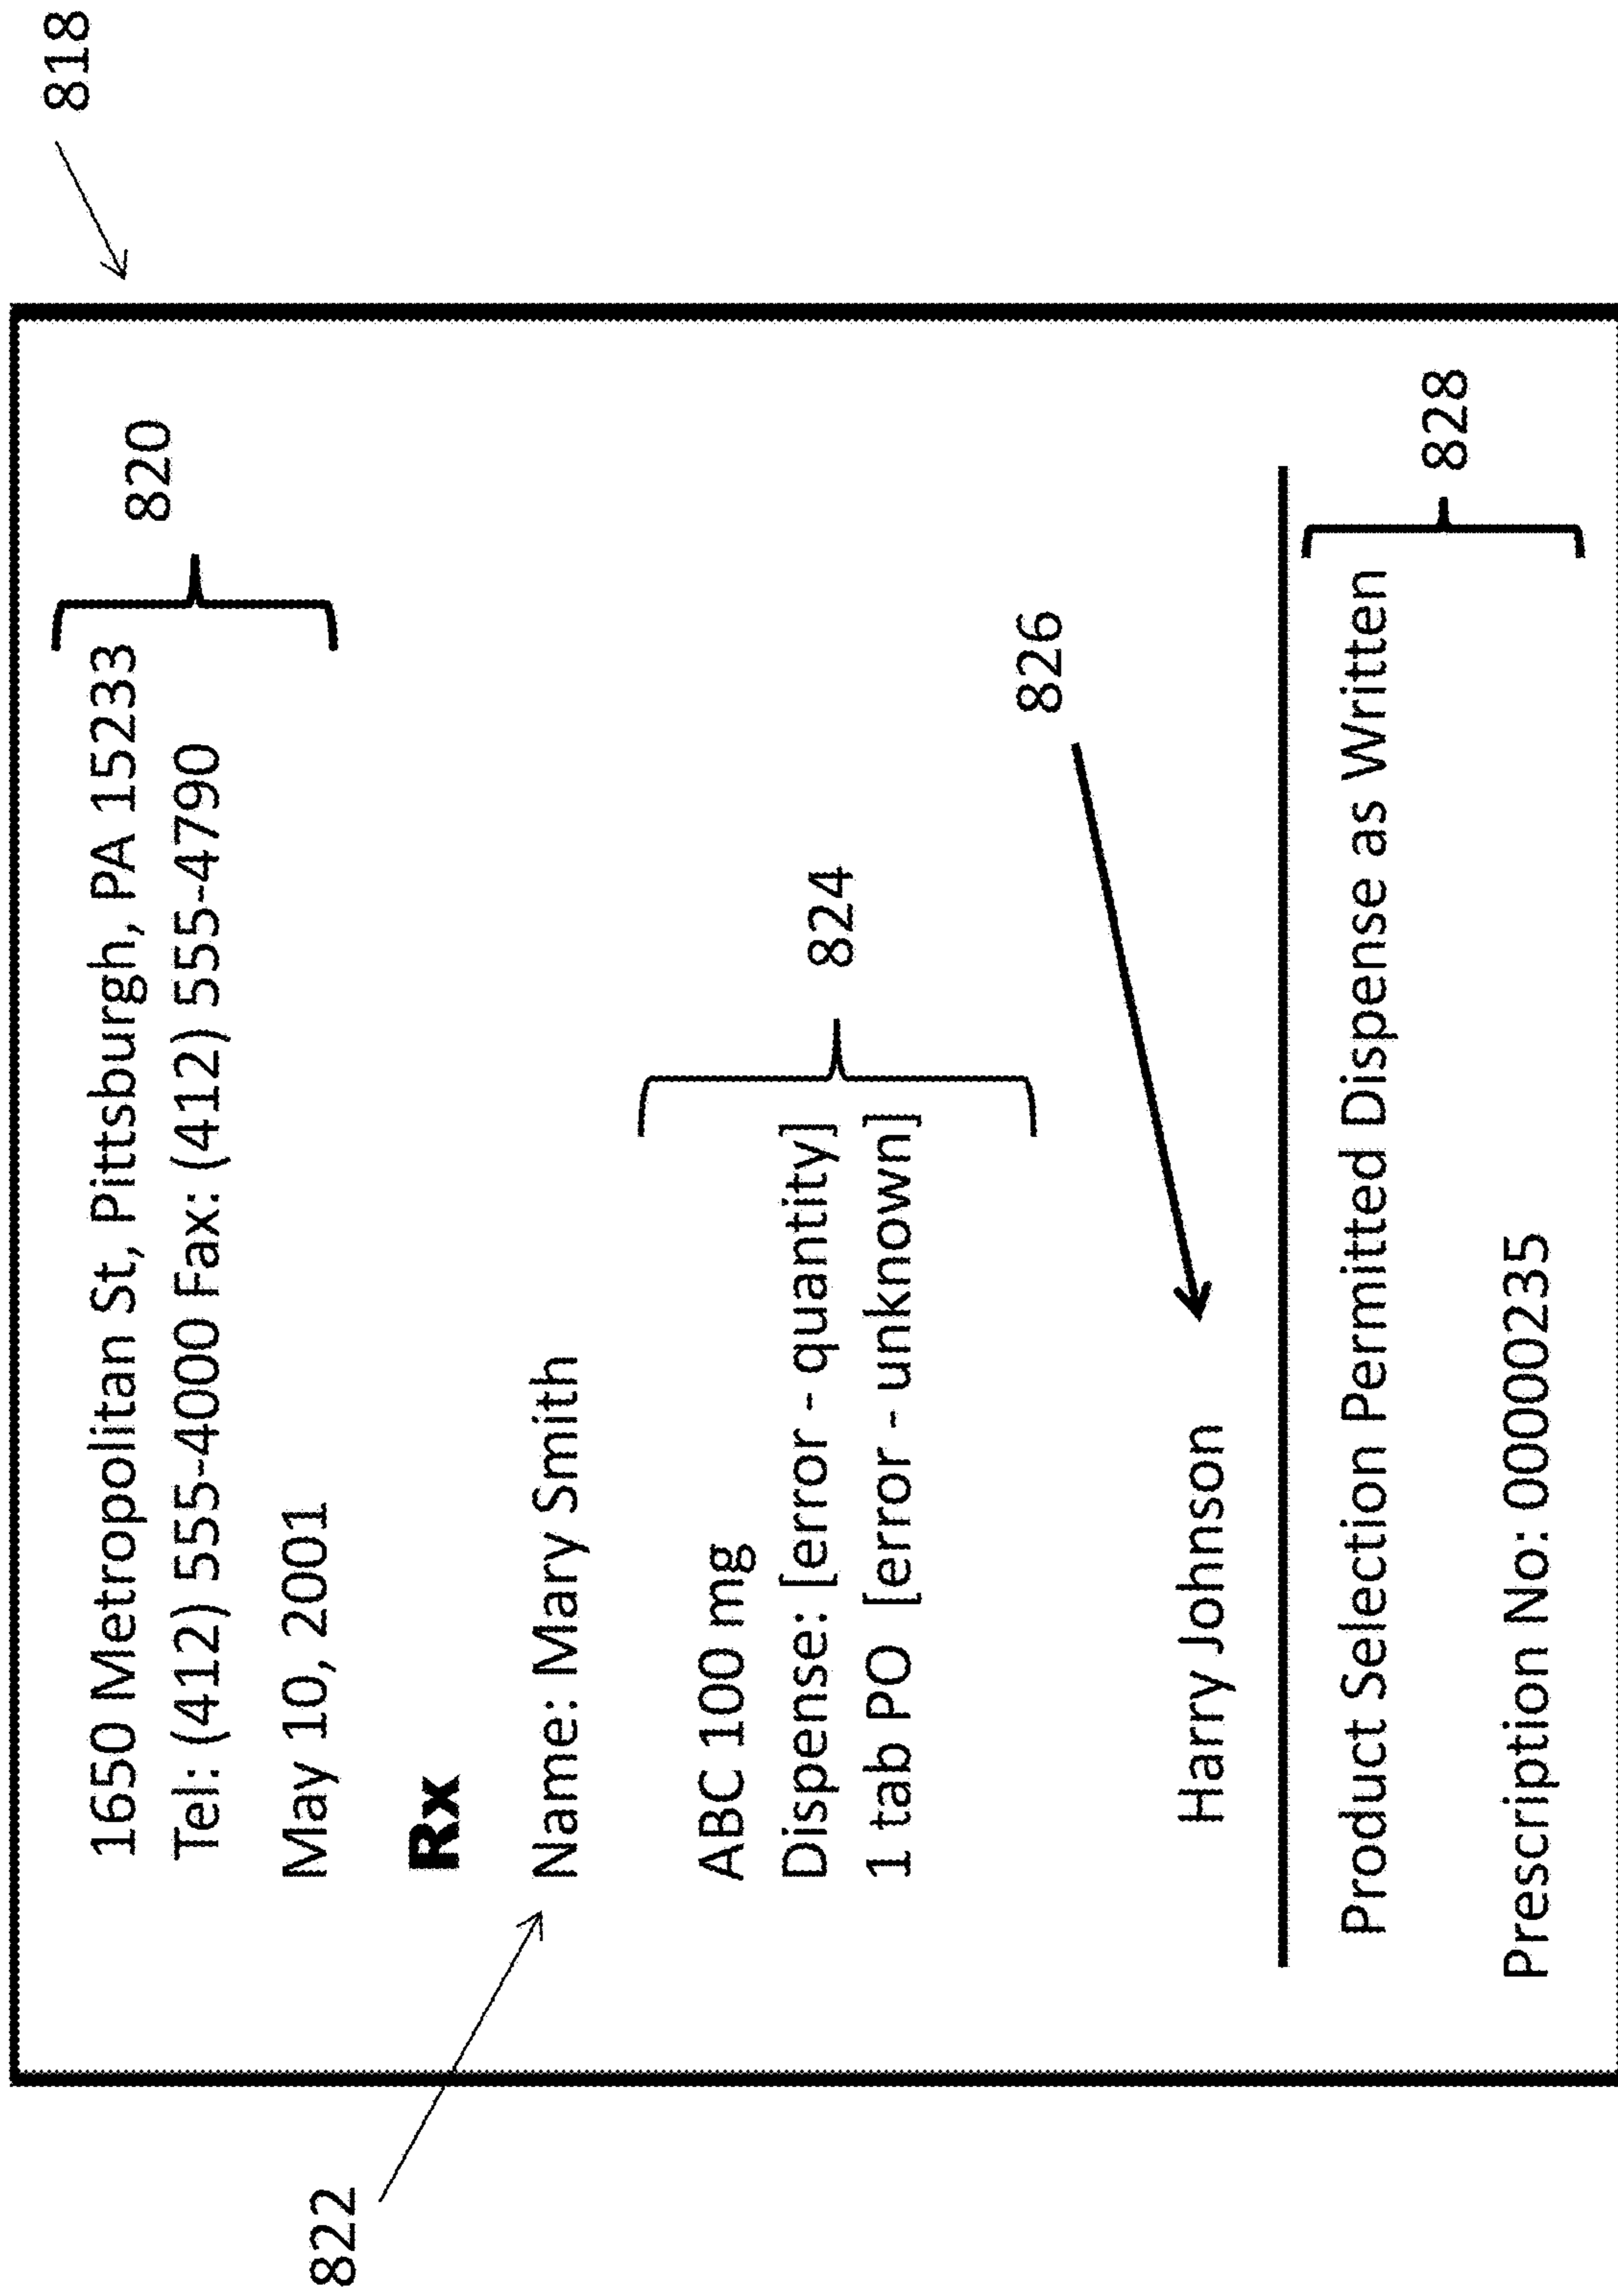 818
1650 Metropolitan St, Pittsburgh, PA 15233
Tel: (412) 555-4000 Fax: (412) 555-4790
820
May 10, 2001
Rx
822
Name: Mary Smith
ABC 100 mg
Dispense: [error - quantity]
1 tab PO [error - unknown]
824
826
Harry Johnson
Product Selection Permitted Dispense as Written
828
Prescription No: 0000235